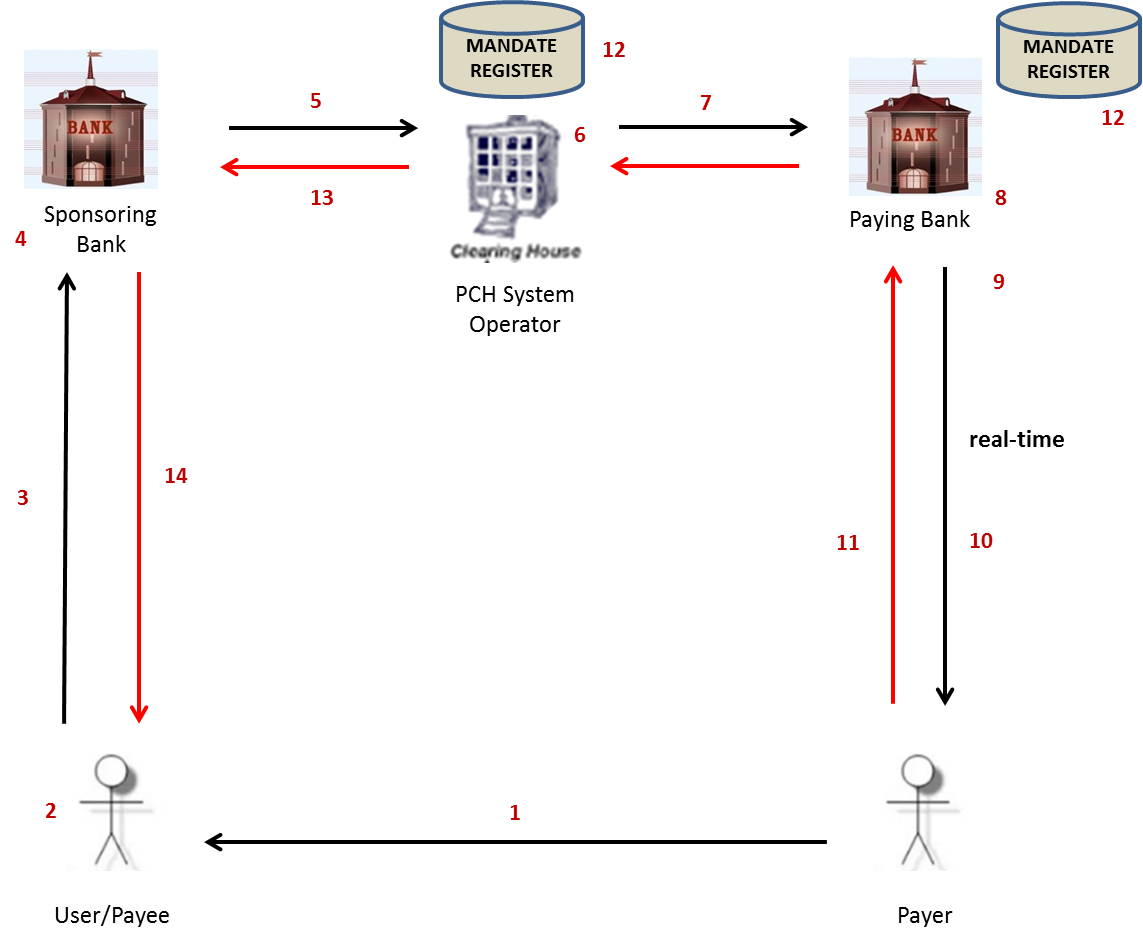 MANDATE
REGISTER
12
MANDATE
REGISTER
12
5
7
6
BANK
BANK
13
8
Sponsoring
Bank
4
Clearing House
Paying Bank
9
PCH System
Operator
real-time
14
3
11
10
2
1
User/Payee
Payer